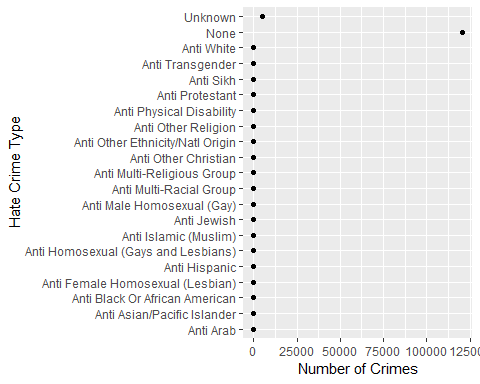 Unknown
None
Anti White
Anti Transgender
Anti Sikh
Anti Protestant
Anti Physical Disability
Anti Other Religion
Anti Other Ethnicity/Natl Origin
Anti Other Christian
Anti Multi-Religious Group
Anti Multi-Racial Group
Anti Male Homosexual (Gay)
Anti Jewish
Anti Islamic (Muslim)
Anti Homosexual (Gays and Lesbians)
Anti Hispanic
Anti Female Homosexual (Lesbian)
Anti Black Or African American
Anti Asian/Pacific Islander
Anti Arab
Hate Crime Type
0 25000 50000 75000 100000 12500
Number of Crimes